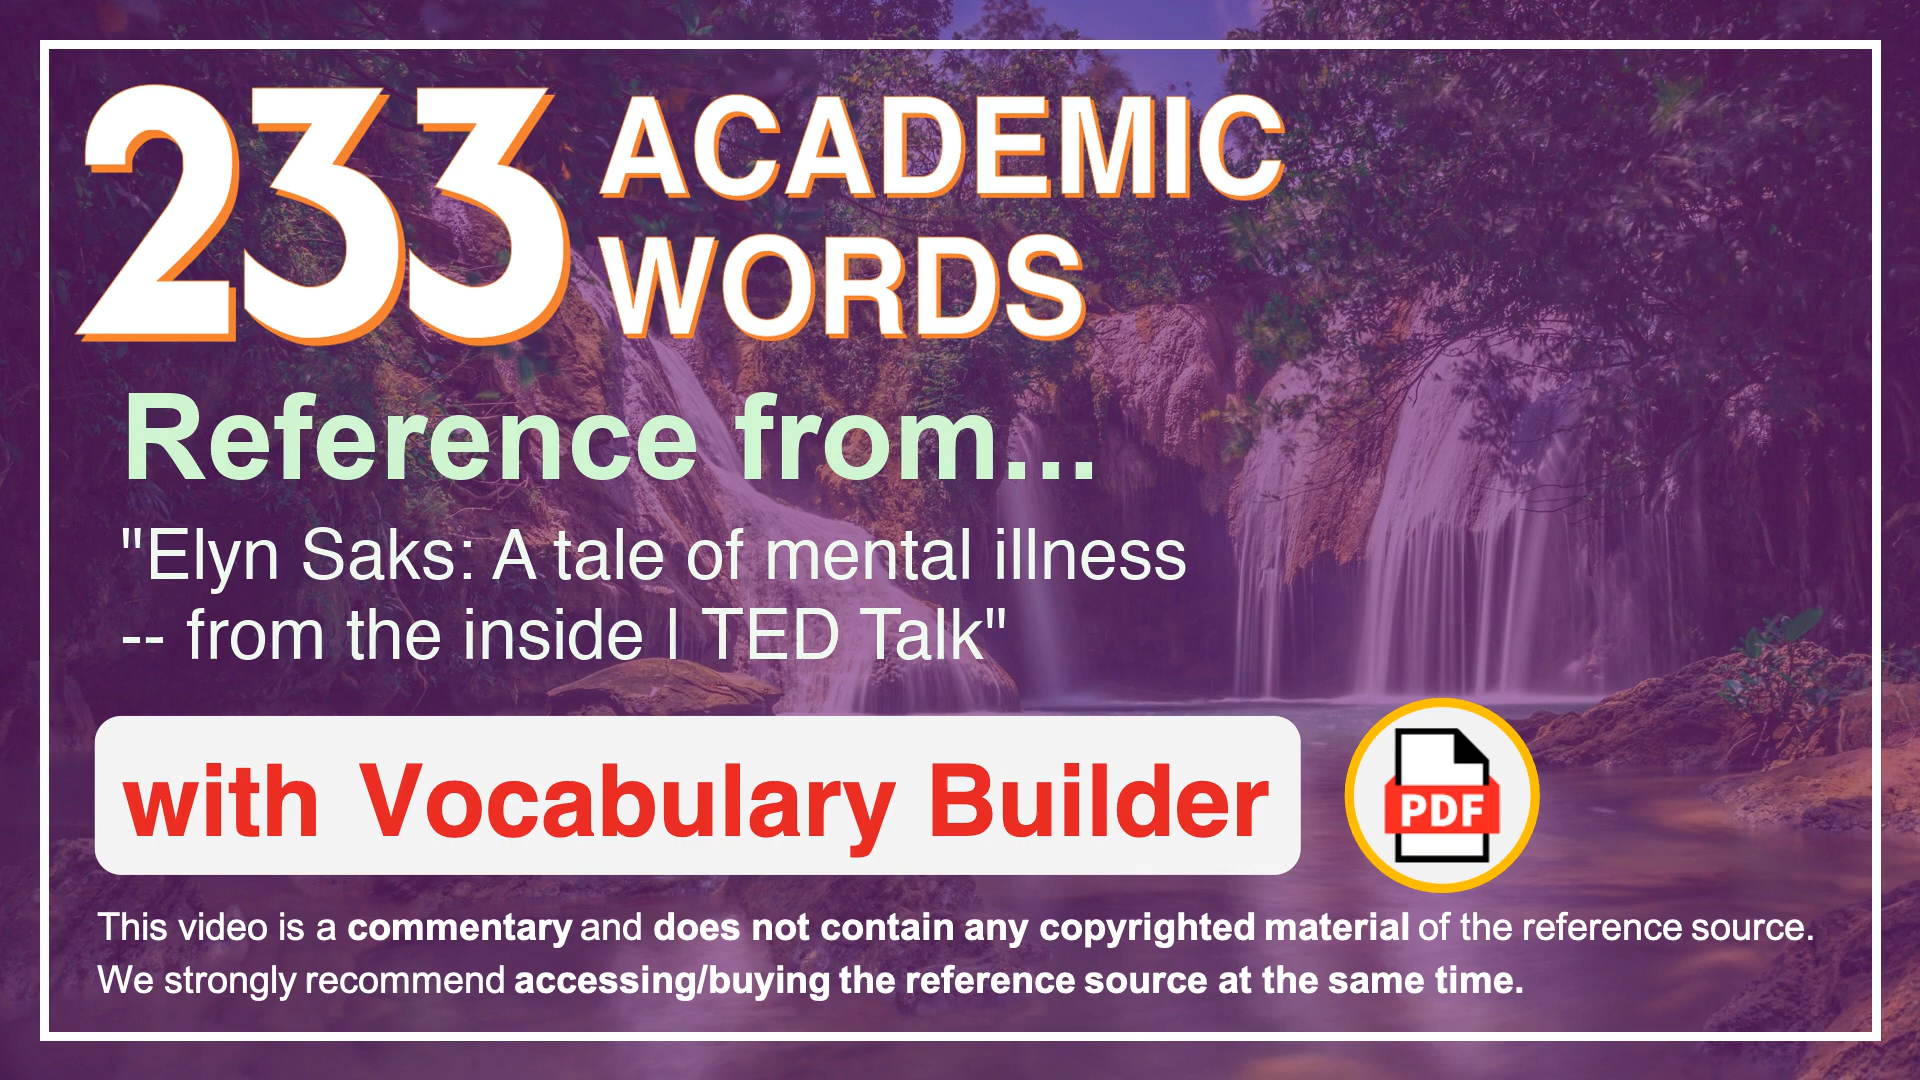 233 ACADEMIC
WORDS
Reference from...
"Elyn Saks: A tale of mental illness
-- from the inside | TED Talk"
with Vocabulary Builder
PDF
This video is a commentary and does not contain any copyrighted material of the reference source.
We strongly recommend accessing/buying the reference source at the same time.